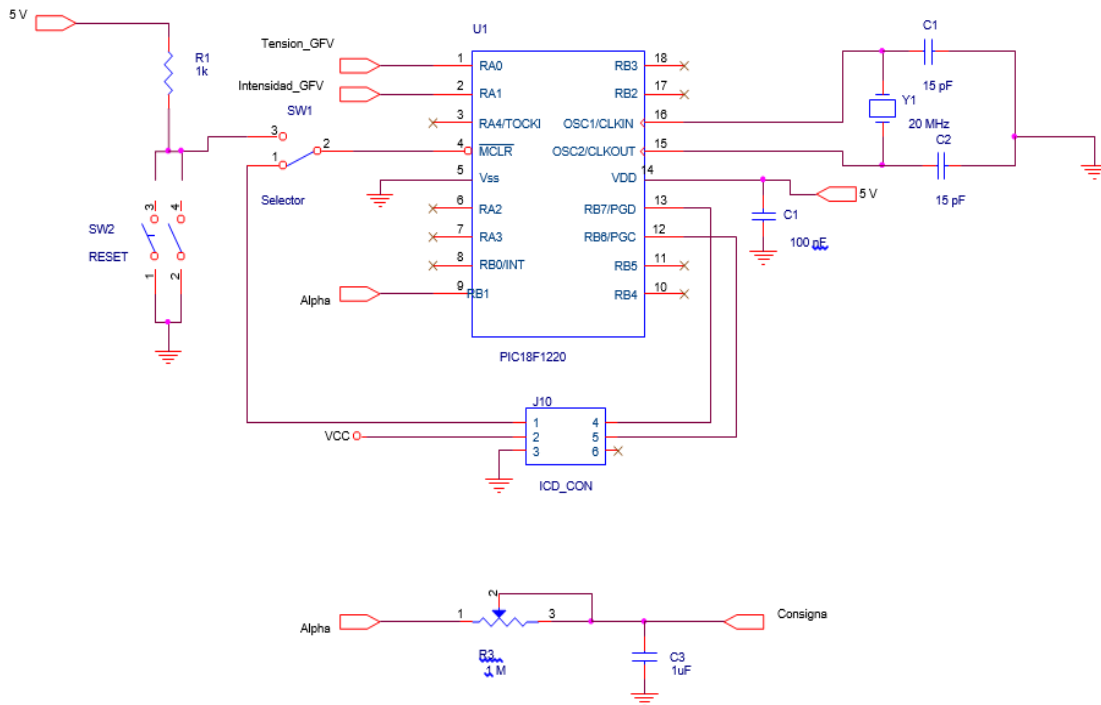 5 V
R1
1k
Tension_GFV
Intensidad_GFV
SW1
3
2
1
Selector
SW2
RESET
3
4
1
2
Alpha
U1
1
RA0
2
RA1
3
RA4/TOCKI
4
MCLR
5
Vss
6
RA2
7
RA3
8
RB0/INT
9
RB1
RB3
18
RB2
17
OSC1/CLKIN
16
OSC2/CLKOUT
15
VDD
14
RB7/PGD
13
RB6/PGC
12
RB5
11
RB4
10
PIC18F1220
C1
15 pF
Y1
20 MHz
C2
15 pF
5 V
C1
100 nF
J10
1
4
2
5
3
6
VCC
ICD_CON
Alpha
1
2
3
R3
1 M
Consigna
C3
1uF